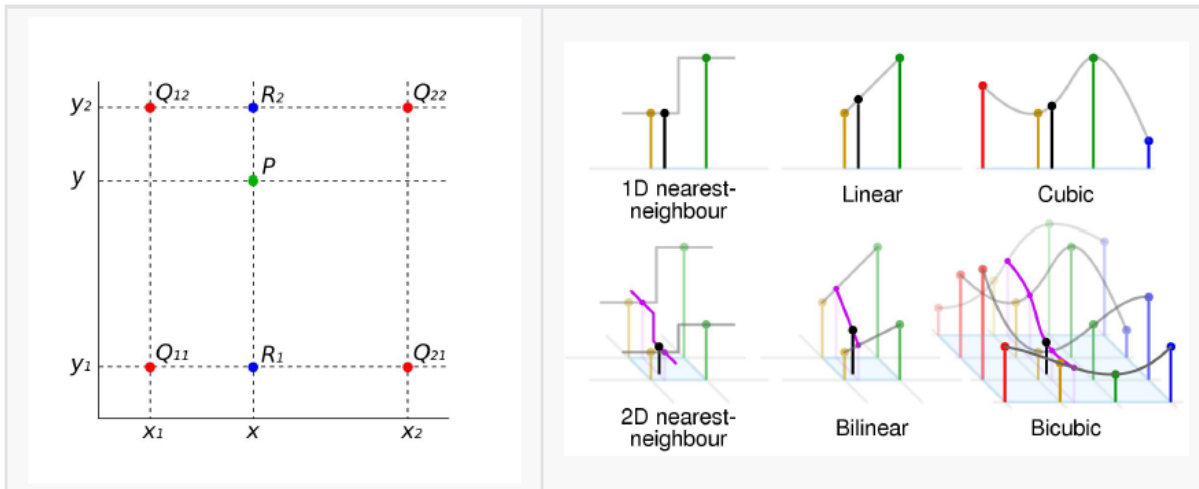 y₂
Q₁₂
R₂
Q₂₂
y
P
y₁
Q₁₁
R₁
Q₂₁
x₁
x
x₂
1D nearest-
neighbour
Linear
Cubic
2D nearest-
neighbour
Bilinear
Bicubic